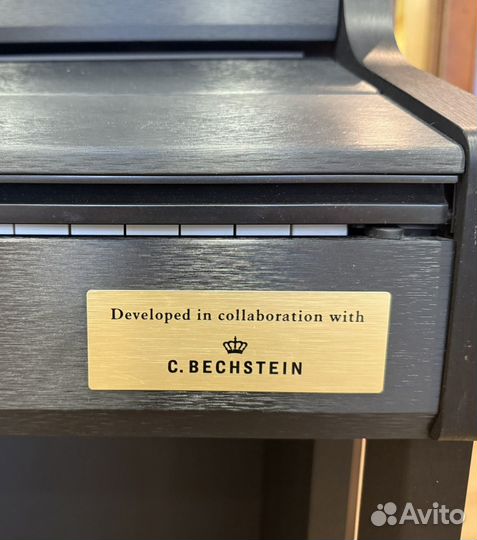 Developed in collaboration with
C. BECHSTEIN
Avito